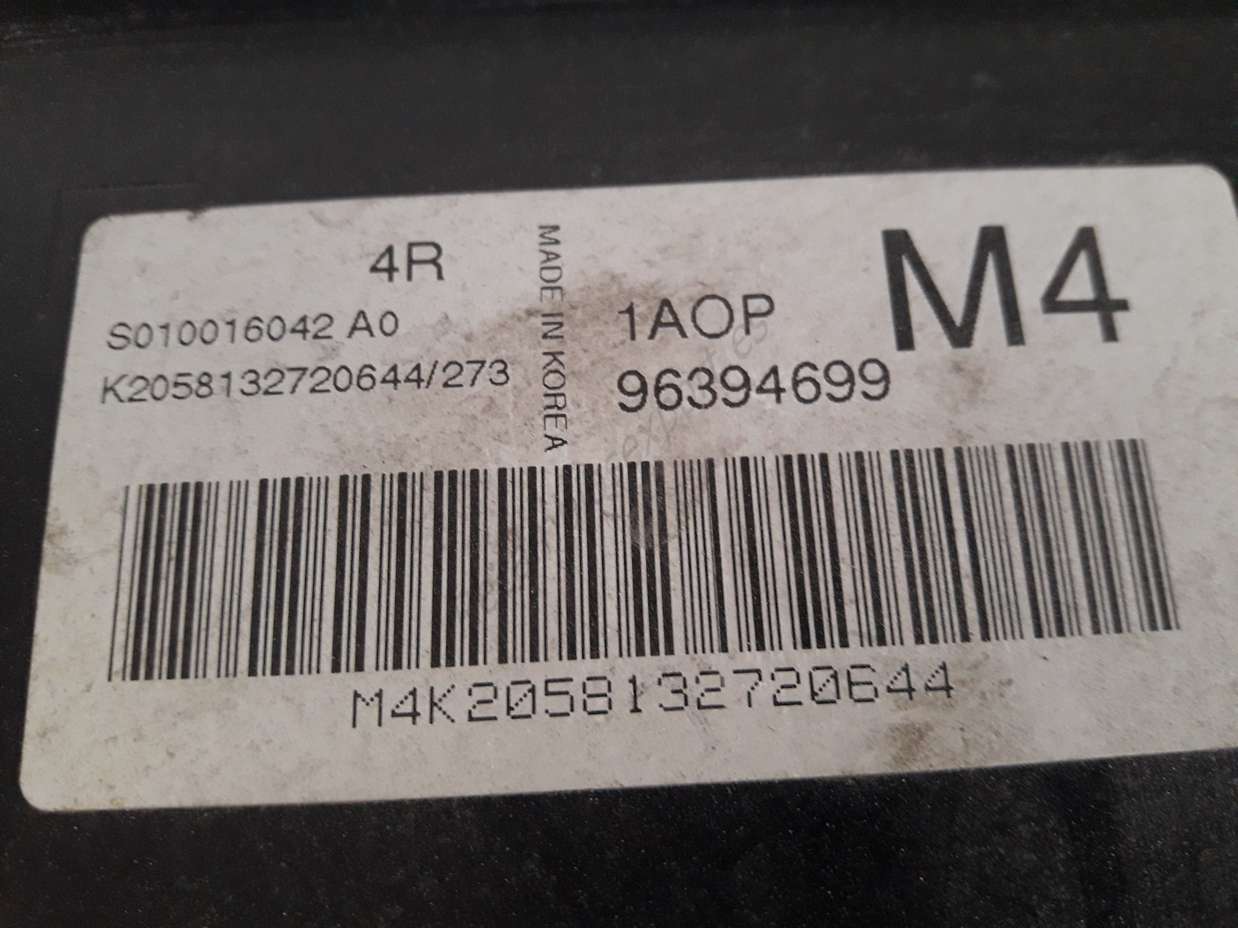 4R
S010016042 A0
K2058132720644/273
MADE IN KOREA
1AOP
96394699
M4
M4K2058132720644